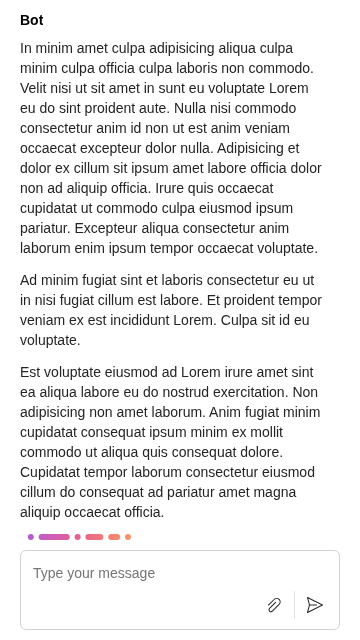 Bot
In minim amet culpa adipisicing aliqua culpa
minim culpa officia culpa laboris non commodo.
Velit nisi ut sit amet in sunt eu voluptate Lorem
eu do sint proident aute. Nulla nisi commodo
consectetur anim id non ut est anim veniam
occaecat excepteur dolor nulla. Adipisicing et
dolor ex cillum sit ipsum amet labore officia dolor
non ad aliquip officia. Irure quis occaecat
cupidatat ut commodo culpa eiusmod ipsum
pariatur. Excepteur aliqua consectetur anim
laborum enim ipsum tempor occaecat voluptate.
Ad minim fugiat sint et laboris consectetur eu ut
in nisi fugiat cillum est labore. Et proident tempor
veniam ex est incididunt Lorem. Culpa sit id eu
voluptate.
Est voluptate eiusmod ad Lorem irure amet sint
ea aliqua labore eu do nostrud exercitation. Non
adipisicing non amet laborum. Anim fugiat minim
cupidatat consequat ipsum minim ex mollit
commodo ut aliqua quis consequat dolore.
Cupidatat tempor laborum consectetur eiusmod
cillum do consequat ad pariatur amet magna
aliquip occaecat officia.
Type your message